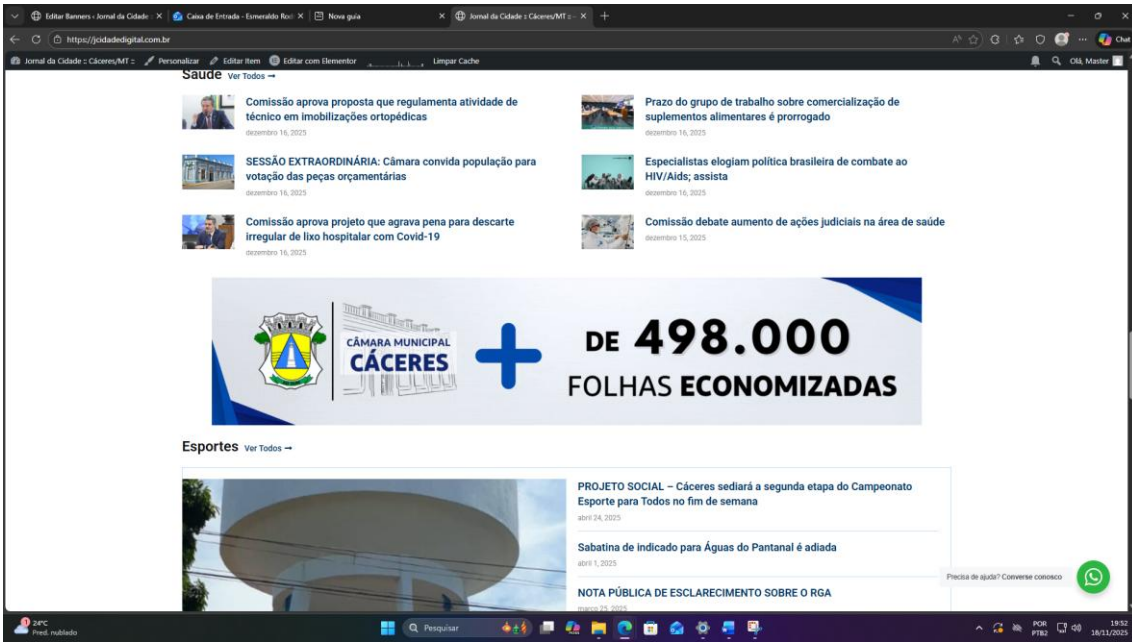 Editar Banners ‹ Jornal da Cidade
Caixa de Entrada - Esmeraldo Rod
Nova guia
Jornal da Cidade :: Cáceres/MT :: -
https://jcidadedigital.com.br
Chat
Jornal da Cidade :: Cáceres/MT ::
Personalizar
Editar Item
Editar com Elementor
Limpar Cache
Olá, Master
Saúde Ver Todos
Comissão aprova proposta que regulamenta atividade de
técnico em imobilizações ortopédicas
dezembro 16, 2025
Prazo do grupo de trabalho sobre comercialização de
suplementos alimentares é prorrogado
dezembro 16, 2025
SESSÃO EXTRAORDINÁRIA: Câmara convida população para
votação das peças orçamentárias
dezembro 16, 2025
Especialistas elogiam política brasileira de combate ao
HIV/Aids; assista
dezembro 16, 2025
Comissão aprova projeto que agrava pena para descarte
irregular de lixo hospitalar com Covid-19
dezembro 16, 2025
Comissão debate aumento de ações judiciais na área de saúde
dezembro 15, 2025
CÂMARA MUNICIPAL
CÁCERES
DE 498.000
FOLHAS ECONOMIZADAS
Esportes Ver Todos
PROJETO SOCIAL – Cáceres sediará a segunda etapa do Campeonato
Esporte para Todos no fim de semana
abril 24, 2025
Sabatina de indicado para Águas do Pantanal é adiada
abril 1, 2025
NOTA PÚBLICA DE ESCLARECIMENTO SOBRE O RGA
março 25, 2025
Precisa de ajuda? Converse conosco
24°C
Pred. nublado
Pesquisar
POR
PTB2
19:52
18/11/2025